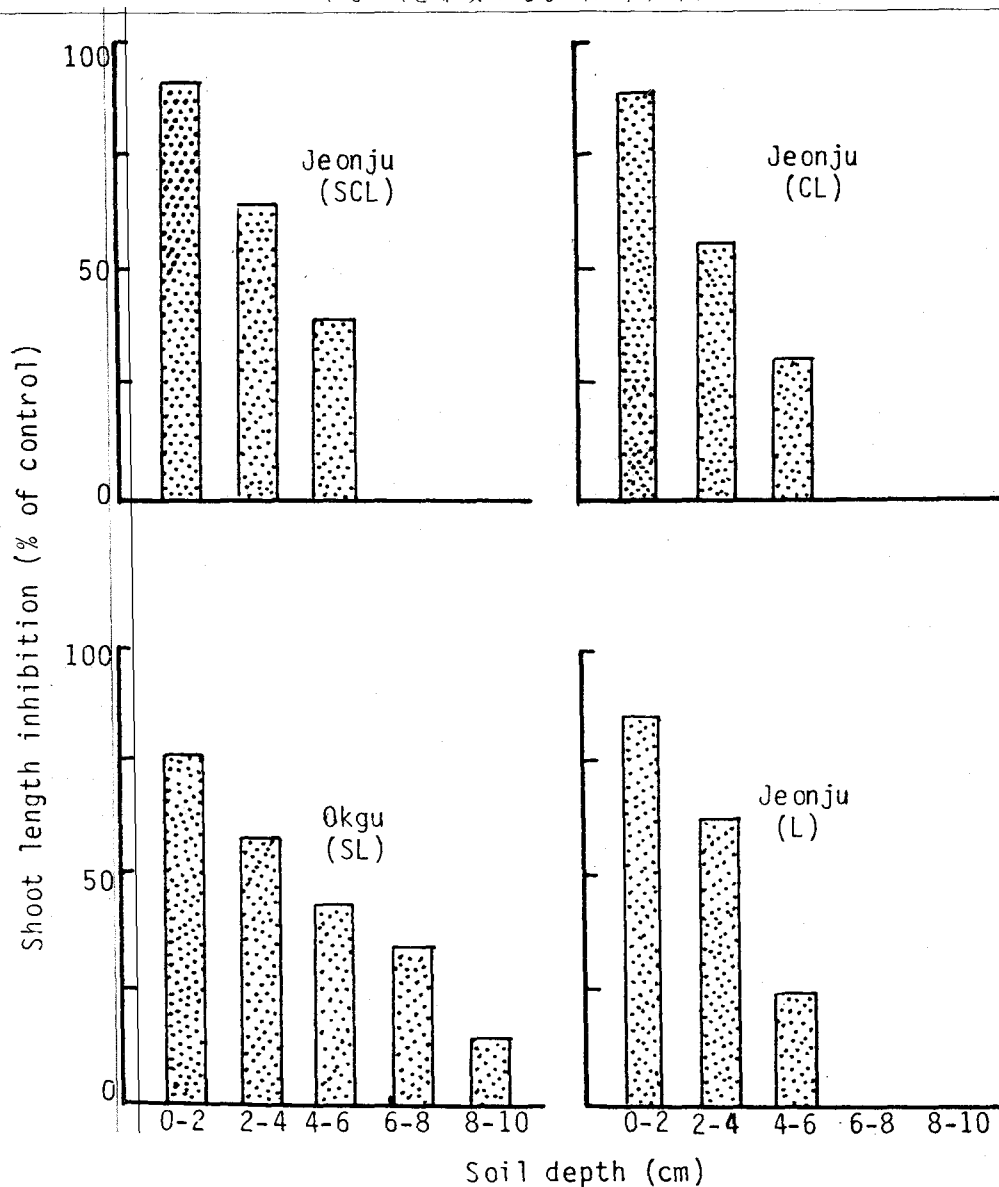 100
50
0
Jeonju
(SCL)
Jeonju
(CL)
Shoot length inhibition (% of control)
100
50
0
Okgu
(SL)
Jeonju
(L)
0-2 2-4 4-6 6-8 8-10
0-2 2-4 4-6 6-8 8-10
Soil depth (cm)